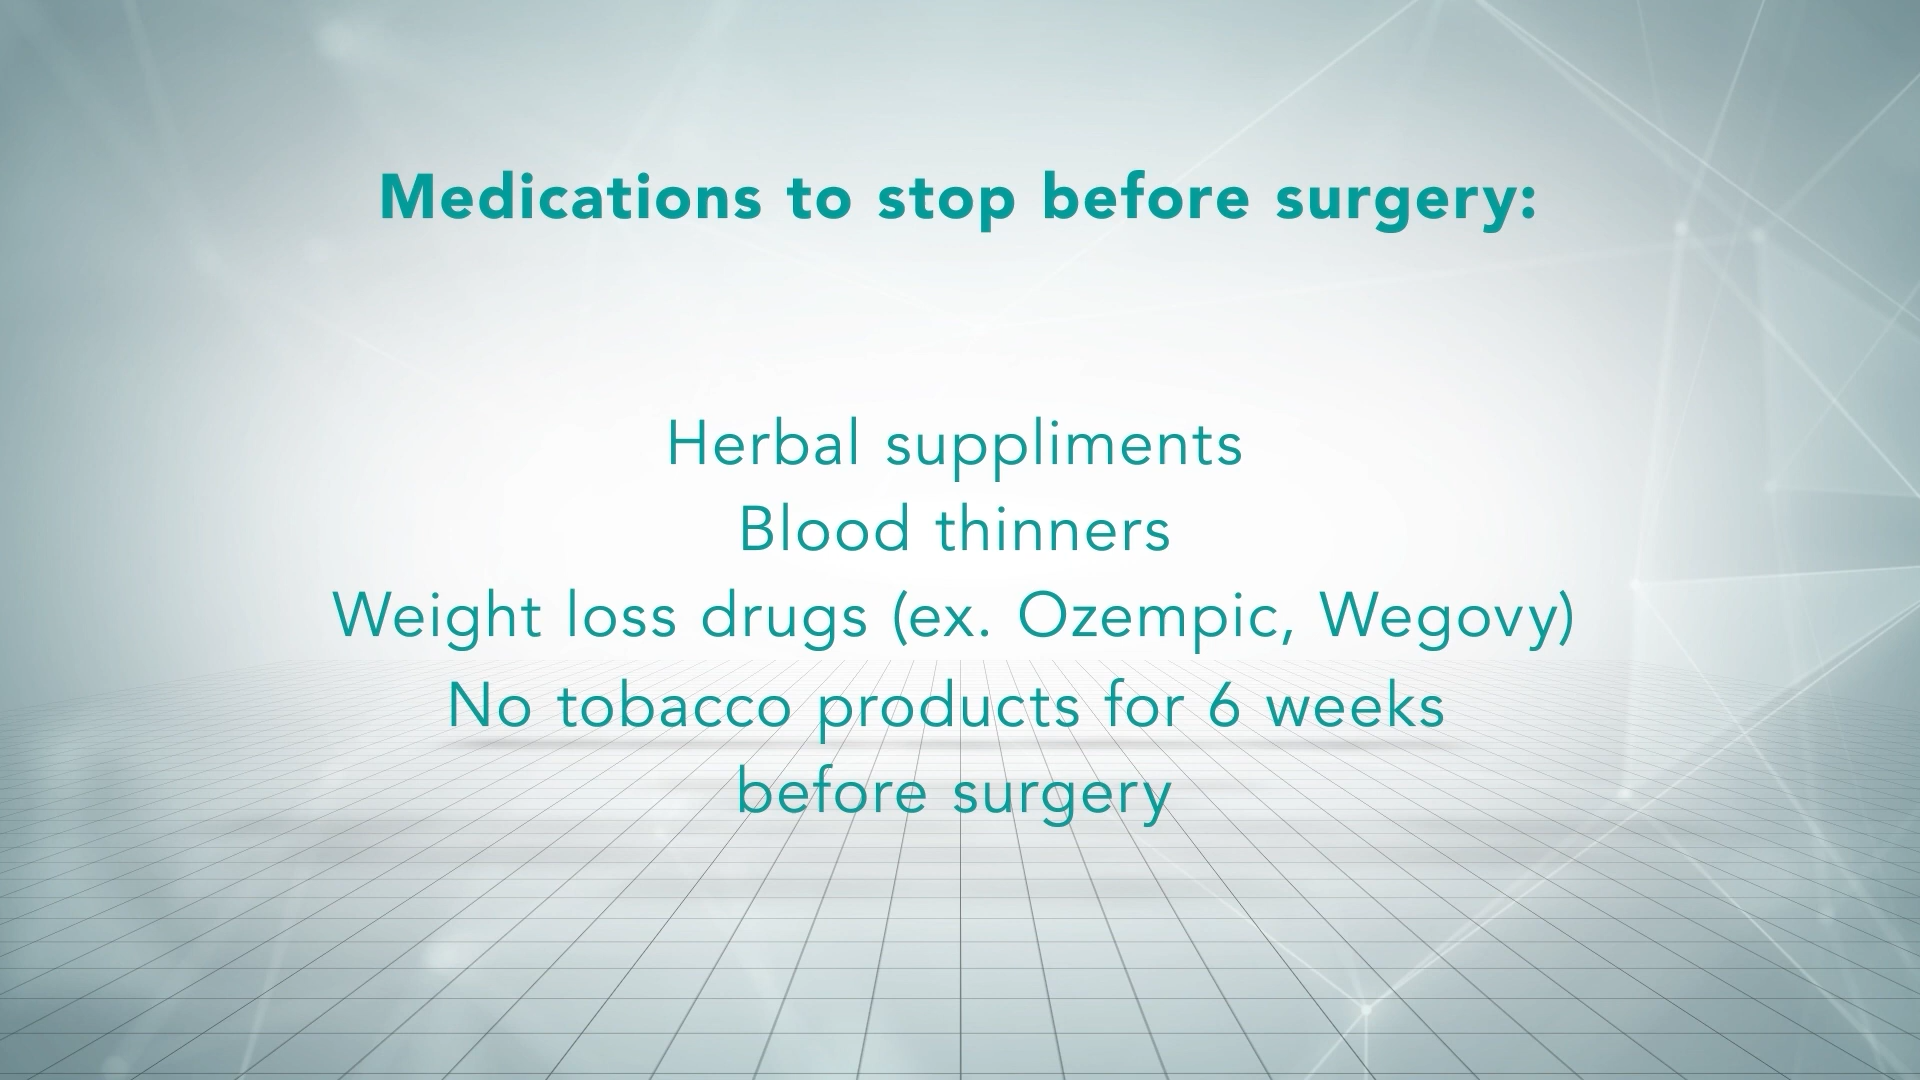 Medications to stop before surgery:
Herbal suppliments
Blood thinners
Weight loss drugs (ex. Ozempic, Wegovy)
No tobacco products for 6 weeks
before surgery